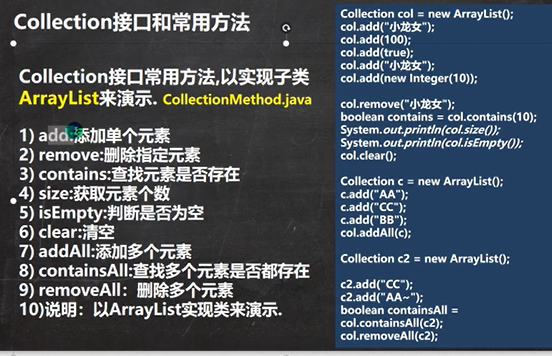 Collection接口和常用方法
Collection接口常用方法,以实现子类
ArrayList来演示. CollectionMethod.java
1) add:添加单个元素
2) remove:删除指定元素
3) contains:查找元素是否存在
4) size:获取元素个数
5) isEmpty:判断是否为空
6) clear:清空
7) addAll:添加多个元素
8) containsAll:查找多个元素是否都存在
9) removeAll：删除多个元素
10)说明：以ArrayList实现类来演示.
Collection col = new ArrayList();
col.add("小龙女");
col.add(100);
col.add(true);
col.add("小龙女");
col.add(new Integer(10));
col.remove("小龙女");
boolean contains = col.contains(10);
System.out.println(col.size());
System.out.println(col.isEmpty());
col.clear();
Collection c = new ArrayList();
c.add("AA");
c.add("CC");
c.add("BB");
col.addAll(c);
Collection c2 = new ArrayList();
c2.add("CC");
c2.add("AA~");
boolean containsAll =
col.containsAll(c2);
col.removeAll(c2);